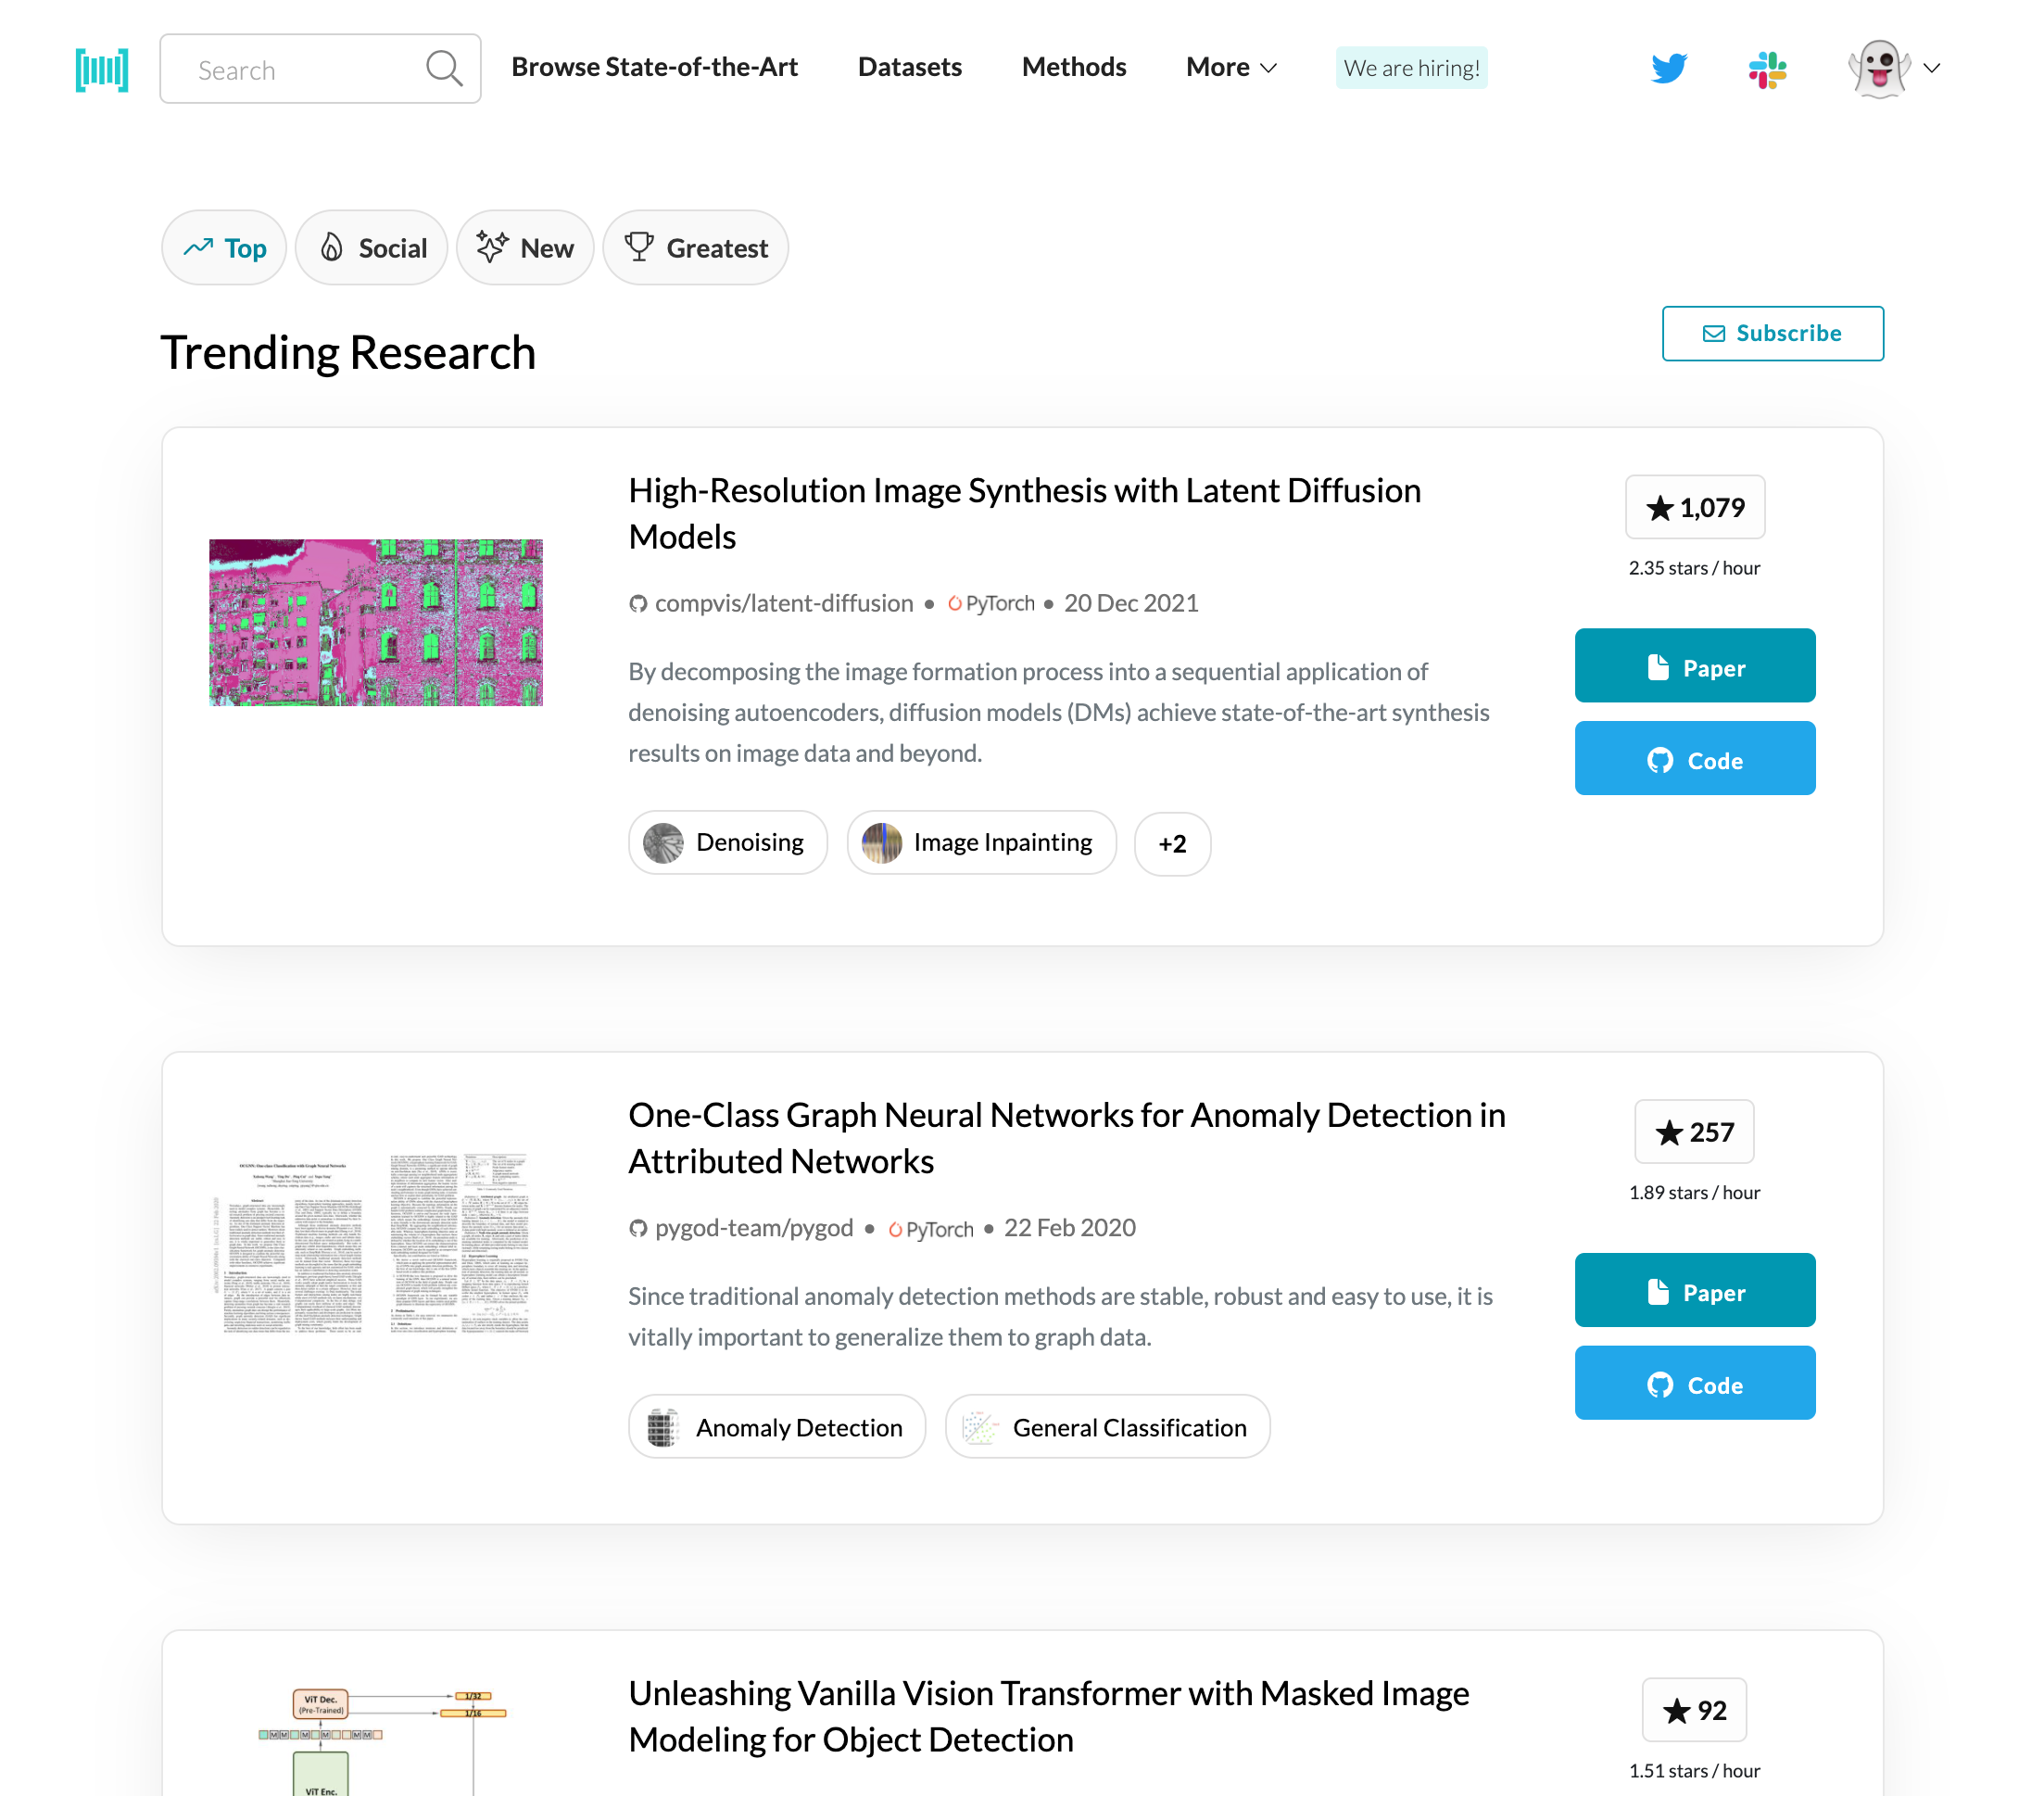 Search
Browse State-of-the-Art
Datasets
Methods
More
We are hiring!
Top
Social
New
Greatest
Trending Research
Subscribe
High-Resolution Image Synthesis with Latent Diffusion
Models
★ 1,079
2.35 stars / hour
compvis/latent-diffusion • PyTorch • 20 Dec 2021
By decomposing the image formation process into a sequential application of
denoising autoencoders, diffusion models (DMs) achieve state-of-the-art synthesis
results on image data and beyond.
Paper
Code
Denoising
Image Inpainting
+2
One-Class Graph Neural Networks for Anomaly Detection in
Attributed Networks
★ 257
1.89 stars / hour
pygod-team/pygod • PyTorch • 22 Feb 2020
Since traditional anomaly detection methods are stable, robust and easy to use, it is
vitally important to generalize them to graph data.
Paper
Code
Anomaly Detection
General Classification
ViT Dec.
(Pre-Trained)
1/32
1/16
ViT Enc.
Unleashing Vanilla Vision Transformer with Masked Image
Modeling for Object Detection
★ 92
1.51 stars / hour